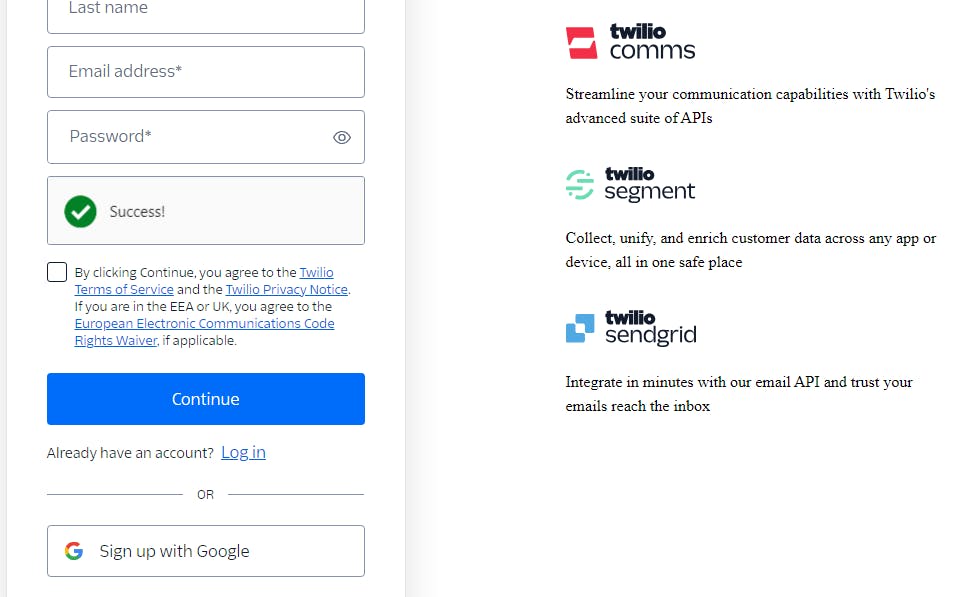 Last name
Email address*
Password*
Success!
By clicking Continue, you agree to the Twilio
Terms of Service and the Twilio Privacy Notice.
If you are in the EEA or UK, you agree to the
European Electronic Communications Code
Rights Waiver, if applicable.
Continue
Already have an account? Log in
OR
Sign up with Google
twilio
comms
Streamline your communication capabilities with Twilio's
advanced suite of APIs
twilio
segment
Collect, unify, and enrich customer data across any app or
device, all in one safe place
twilio
sendgrid
Integrate in minutes with our email API and trust your
emails reach the inbox